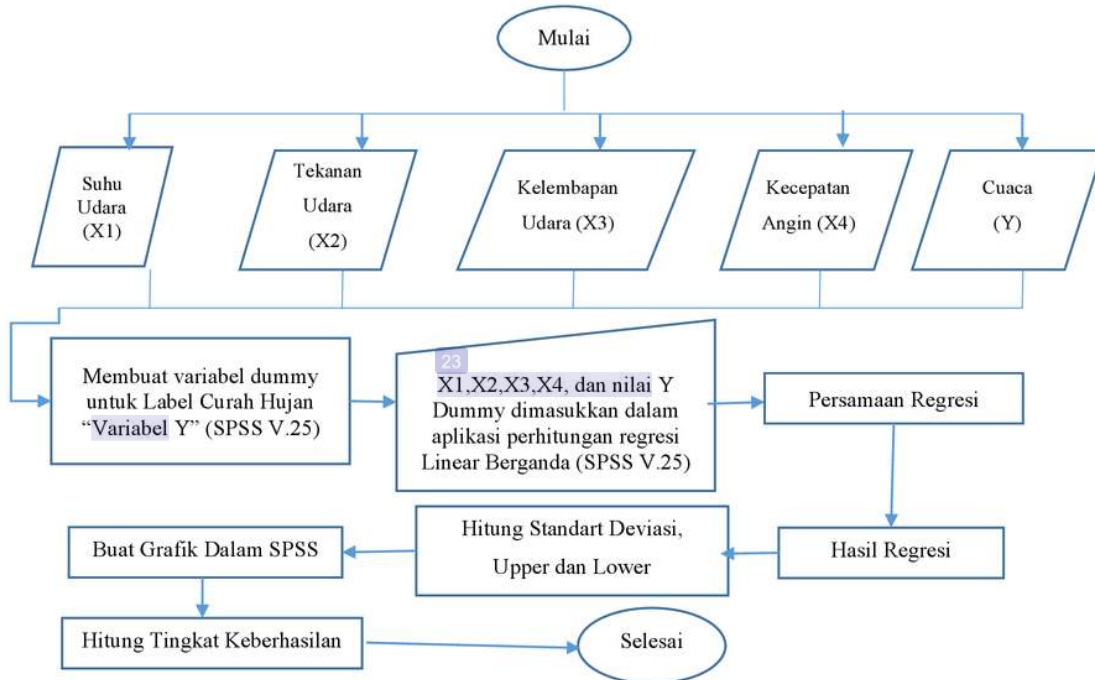 Mulai
Suhu
Udara
(X1)
Tekanan
Udara
(X2)
Kelembapan
Udara (X3)
Kecepatan
Angin (X4)
Cuaca
(Y)
Membuat variabel dummy
untuk Label Curah Hujan
“Variabel Y” (SPSS V.25)
23
X1,X2,X3,X4, dan nilai Y
Dummy dimasukkan dalam
aplikasi perhitungan regresi
Linear Berganda (SPSS V.25)
Persamaan Regresi
Hasil Regresi
Hitung Standart Deviasi,
Upper dan Lower
Buat Grafik Dalam SPSS
Hitung Tingkat Keberhasilan
Selesai